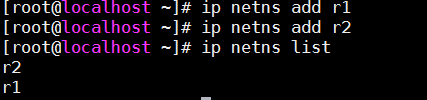 [root@localhost ~]# ip netns add r1
[root@localhost ~]# ip netns add r2
[root@localhost ~]# ip netns list
r2
r1